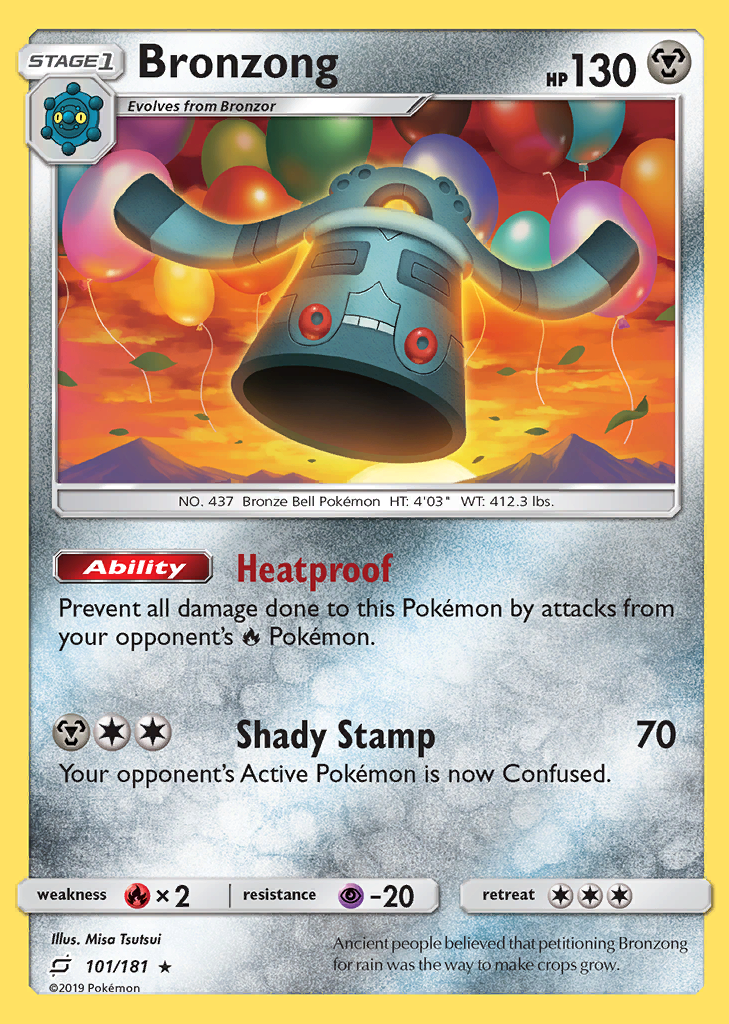 STAGE1 Bronzong HP 130
Evolves from Bronzor
NO. 437 Bronze Bell Pokémon HT: 4'03" WT: 412.3 lbs.
Ability Heatproof
Prevent all damage done to this Pokémon by attacks from
your opponent's Pokémon.
Shady Stamp 70
Your opponent's Active Pokémon is now Confused.
weakness ×2 resistance -20 retreat
Illus. Misa Tsutsui
101/181 ★
©2019 Pokémon
Ancient people believed that petitioning Bronzong
for rain was the way to make crops grow.